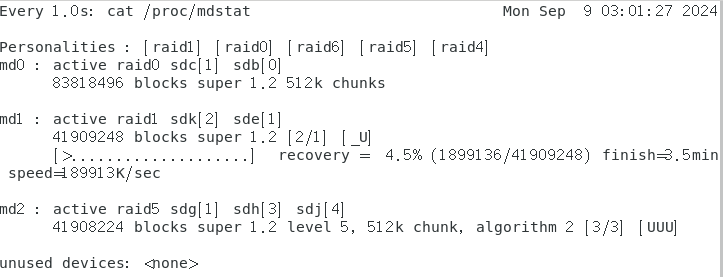 Every 1.0s: cat /proc/mdstat Mon Sep 9 03:01:27 2024
Personalities : [raid1] [raid0] [raid6] [raid5] [raid4]
md0 : active raid0 sdc[1] sdb[0]
83818496 blocks super 1.2 512k chunks
md1 : active raid1 sdk[2] sde[1]
41909248 blocks super 1.2 [2/1] [_U]
[>....................] recovery = 4.5% (1899136/41909248) finish=3.5min
speed=189913K/sec
md2 : active raid5 sdg[1] sdh[3] sdj[4]
41908224 blocks super 1.2 level 5, 512k chunk, algorithm 2 [3/3] [UUU]
unused devices: <none>